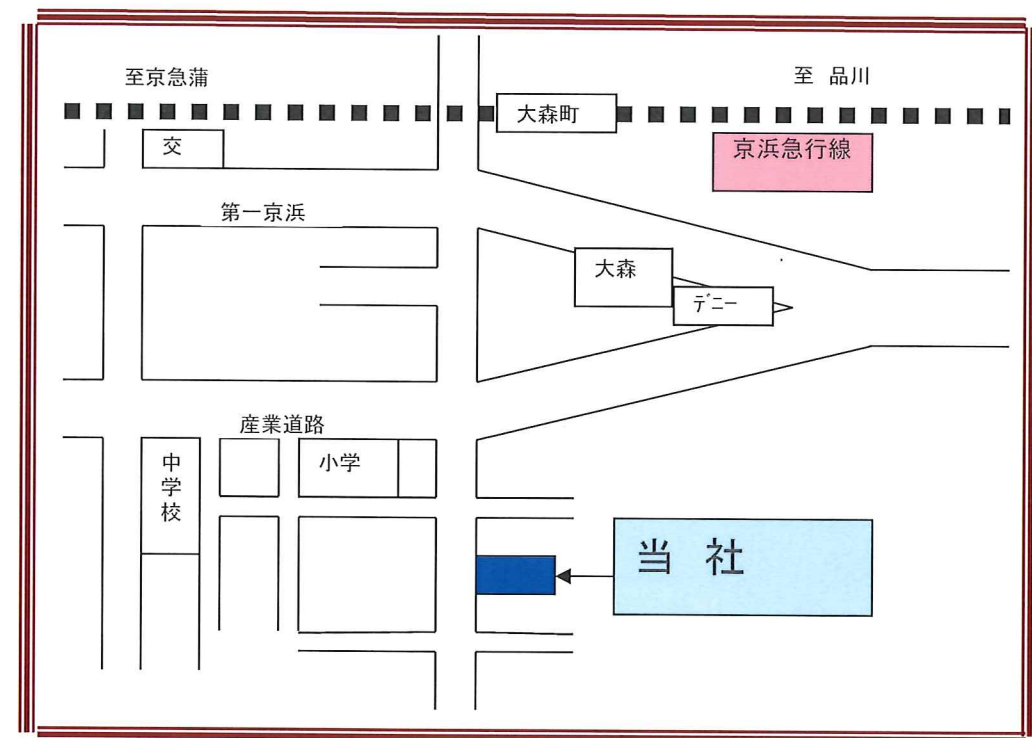 至京急蒲
至 品川
大森町
交
京浜急行線
第一京浜
大森
デニー
産業道路
中学校
小学
当 社